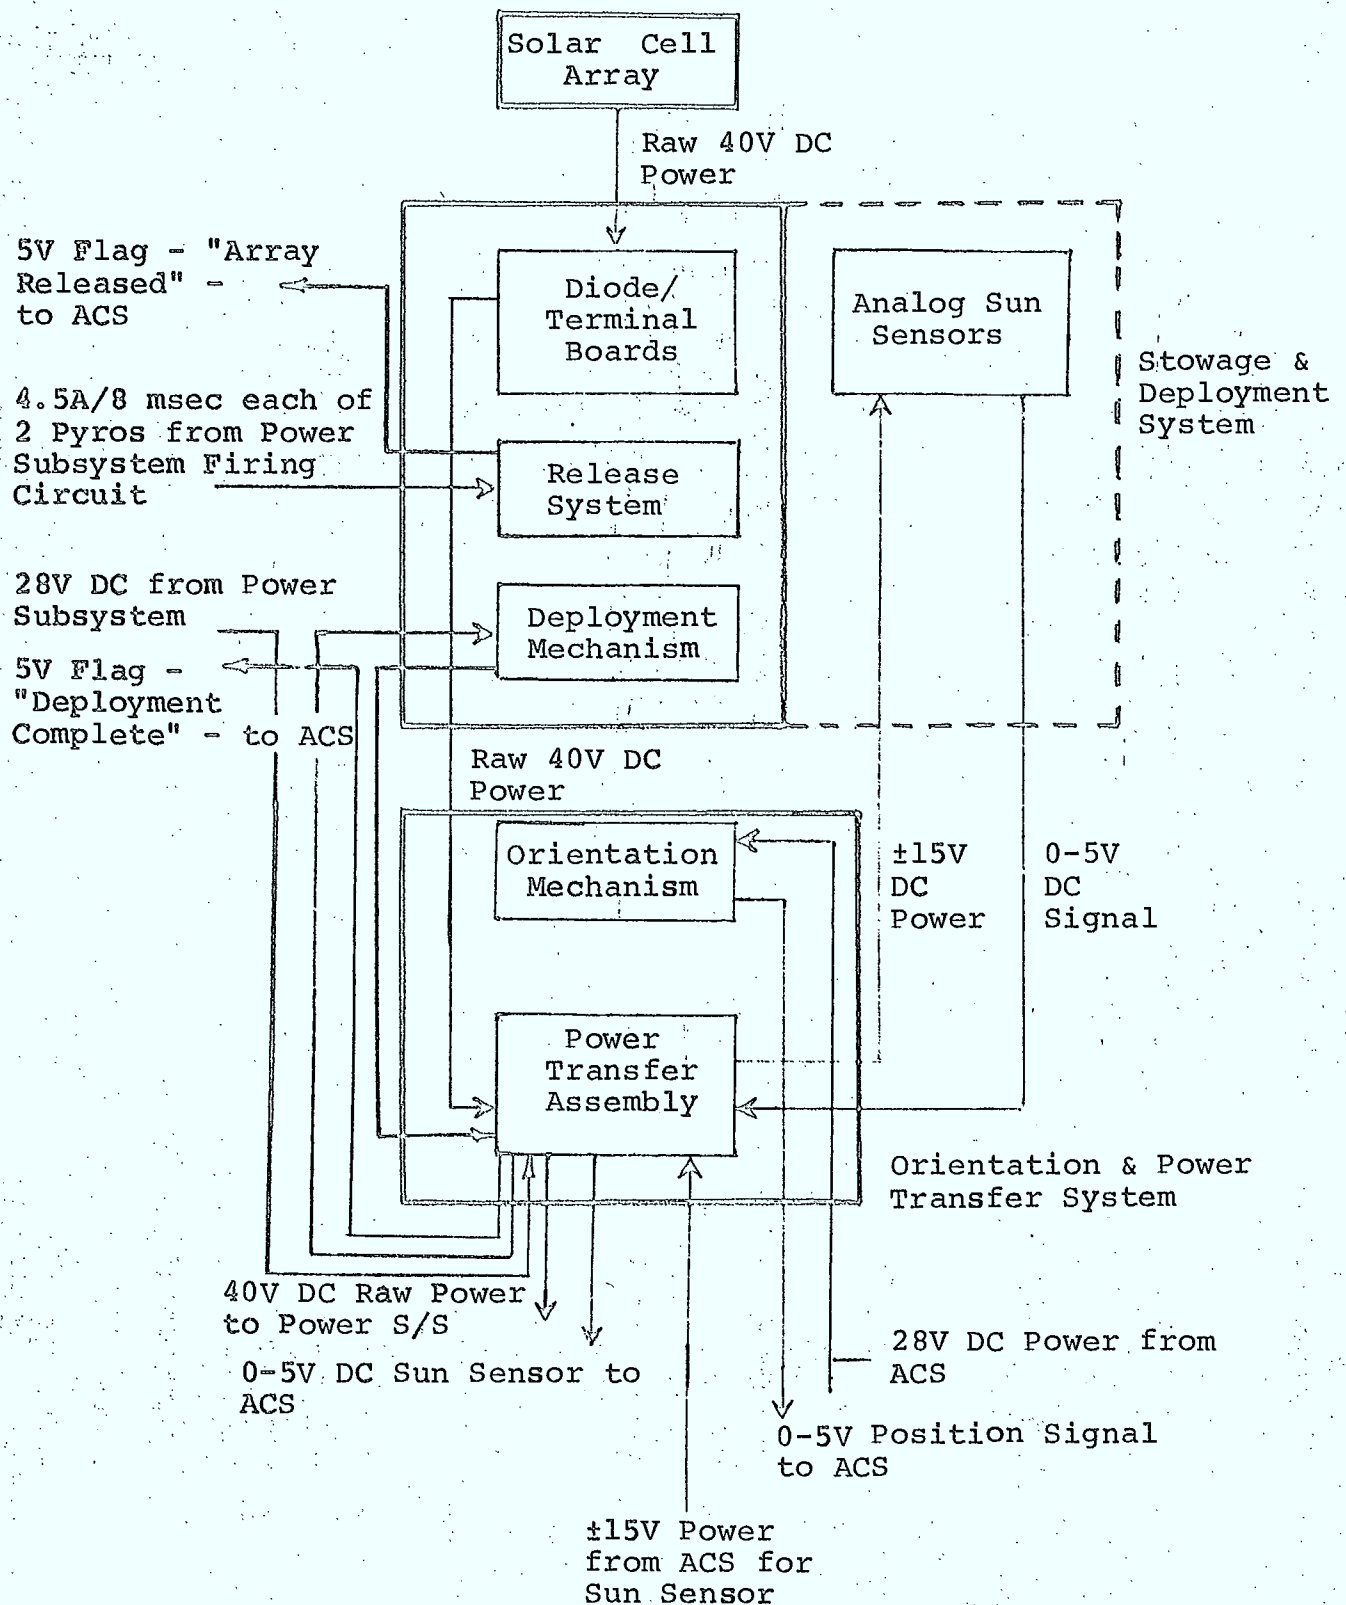 Solar Cell
Array
Raw 40V DC
Power
5V Flag - "Array
Released" -
to ACS
Diode/
Terminal
Boards
Analog Sun
Sensors
Stowage &
Deployment
System
4.5A/8 msec each of
2 Pyros from Power
Subsystem Firing
Circuit
Release
System
28V DC from Power
Subsystem
Deployment
Mechanism
5V Flag -
"Deployment
Complete" - to ACS
Raw 40V DC
Power
Orientation
Mechanism
±15V
DC
Power
0-5V
DC
Signal
Power
Transfer
Assembly
Orientation & Power
Transfer System
40V DC Raw Power
to Power S/S
0-5V DC Sun Sensor to
ACS
28V DC Power from
ACS
0-5V Position Signal
to ACS
±15V Power
from ACS for
Sun Sensor